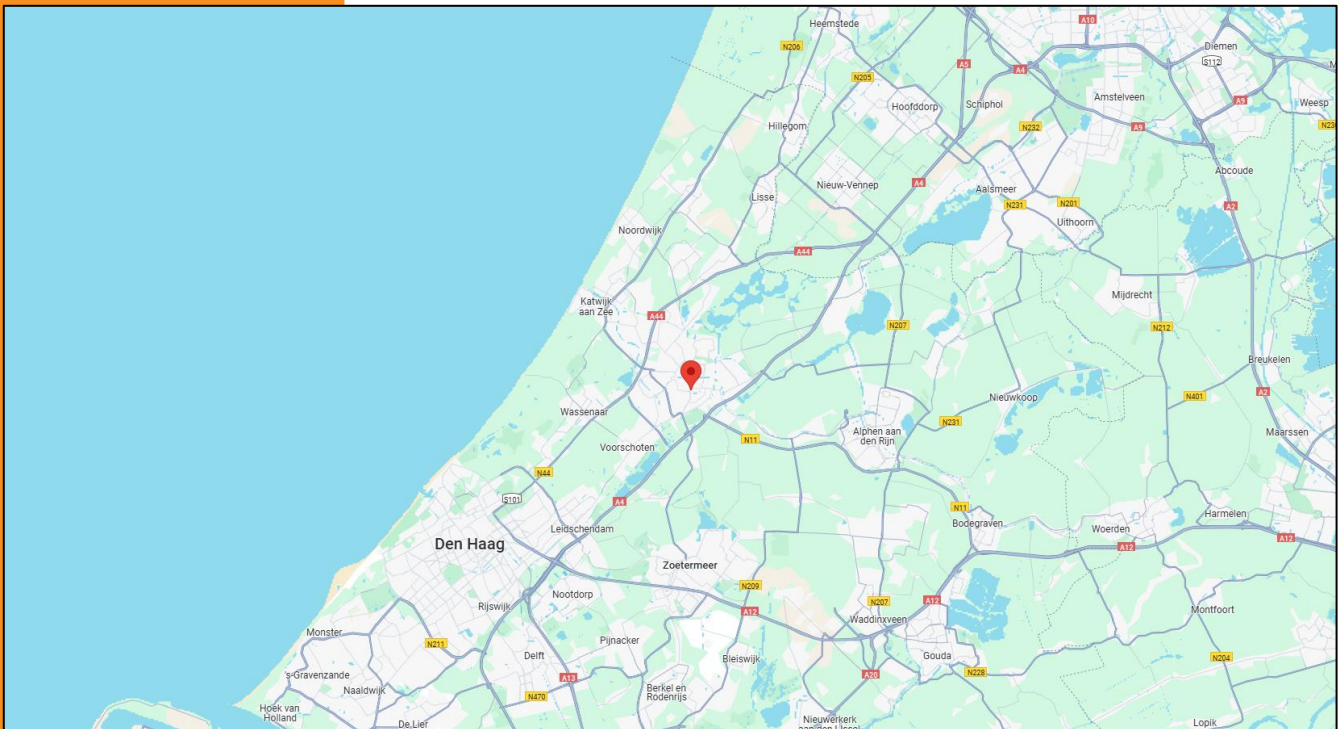 Heemstede
A10
N206
Diemen
S112
A5
A4
N205
Hoofddorp
Schiphol
Amstelveen
A9
Weesp
Hillegom
N232
A9
Nieuw-Vennep
A4
Aalsmeer
Abcoude
Lisse
N231
N201
A2
Uithoorn
Noordwijk
A44
Mijdrecht
Katwijk
aan Zee
A44
N207
N212
Breukelen
A2
Nieuwkoop
N401
Wassenaar
N231
Alphen aan
den Rijn
Maarssen
Voorschoten
N11
N44
S101
A4
N11
Harmelen
Leidschendam
Bodegraven
Woerden
Den Haag
A12
A12
Zoetermeer
N209
Nootdorp
N207
A12
Rijswijk
A12
Montfoort
Waddinxveen
Monster
Pijnacker
N211
Delft
Bleiswijk
Gouda
N204
's-Gravenzande
A13
A20
N228
Naaldwijk
N470
Berkel en
Rodenrijs
Hoek van
Holland
De Lier
Nieuwerkerk
aan den IJssel
Lopik